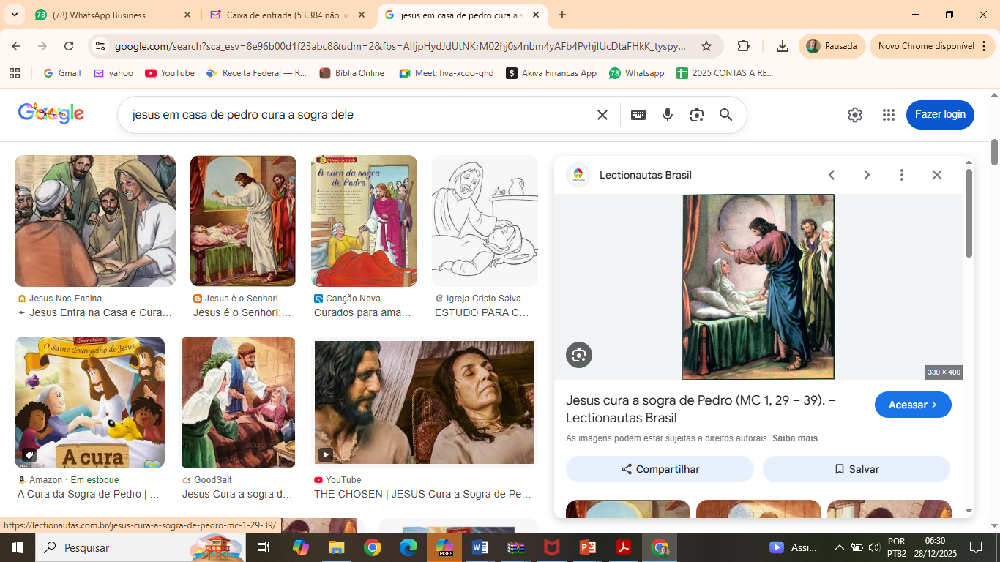 (78) WhatsApp Business
Caixa de entrada (53.384 não lic
jesus em casa de pedro cura a s
google.com/search?sca_esv=8e96b00d1f23abc8&udm=2&fbs=AIIjpHydJdUtNKrM02hj0s4nbm4yAFb4PvhjIUcDtaFHkK_tyspy...
Pausada
Novo Chrome disponível
Gmail
yahoo
YouTube
Receita Federal — R...
Bíblia Online
Meet: hva-xcqo-ghd
Akiva Financas App
Whatsapp
2025 CONTAS A RE...
Google
jesus em casa de pedro cura a sogra dele
Fazer login
A cura da sogra
de Pedro
Jesus Nos Ensina
Jesus Entra na Casa e Cura...
Jesus é o Senhor!
Jesus é o Senhor!:...
Canção Nova
Curados para ama...
Igreja Cristo Salva ...
ESTUDO PARA C...
O Santo Evangelho de Jesus
A cura
Amazon · Em estoque
A Cura da Sogra de Pedro | ...
GoodSalt
Jesus Cura a sogra d...
YouTube
THE CHOSEN | JESUS Cura a Sogra de Pe...
Lectionautas Brasil
330 × 400
Jesus cura a sogra de Pedro (MC 1, 29 – 39). –
Lectionautas Brasil
Acessar
As imagens podem estar sujeitas a direitos autorais. Saiba mais
Compartilhar
Salvar
https://lectionautas.com.br/jesus-cura-a-sogra-de-pedro-mc-1-29-39/
Pesquisar
M365
Assi...
POR
PTB2
06:30
28/12/2025